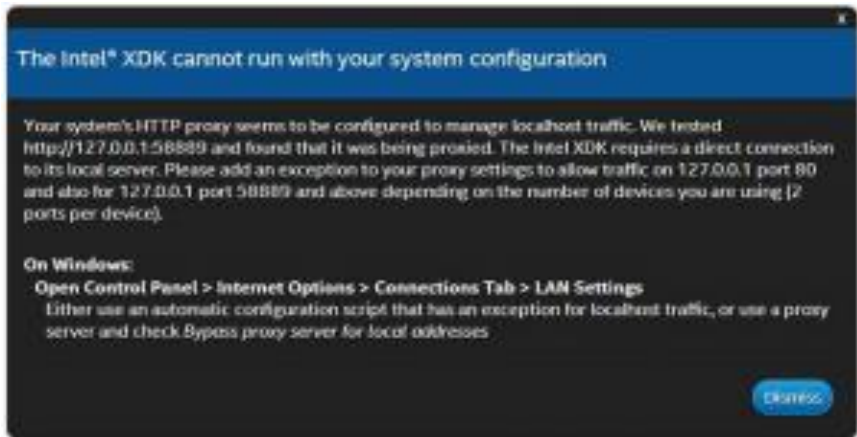 x
The Intel® XDK cannot run with your system configuration
Your system's HTTP proxy seems to be configured to manage localhost traffic. We tested
http://127.0.0.1:58889 and found that it was being proxied. The Intel XDK requires a direct connection
to its local server. Please add an exception to your proxy settings to allow traffic on 127.0.0.1 port 80
and also for 127.0.0.1 port 58889 and above depending on the number of devices you are using (2
ports per device).
On Windows:
Open Control Panel > Internet Options > Connections Tab > LAN Settings
Either use an automatic configuration script that has an exception for localhost traffic, or use a proxy
server and check Bypass proxy server for local addresses
Dismiss